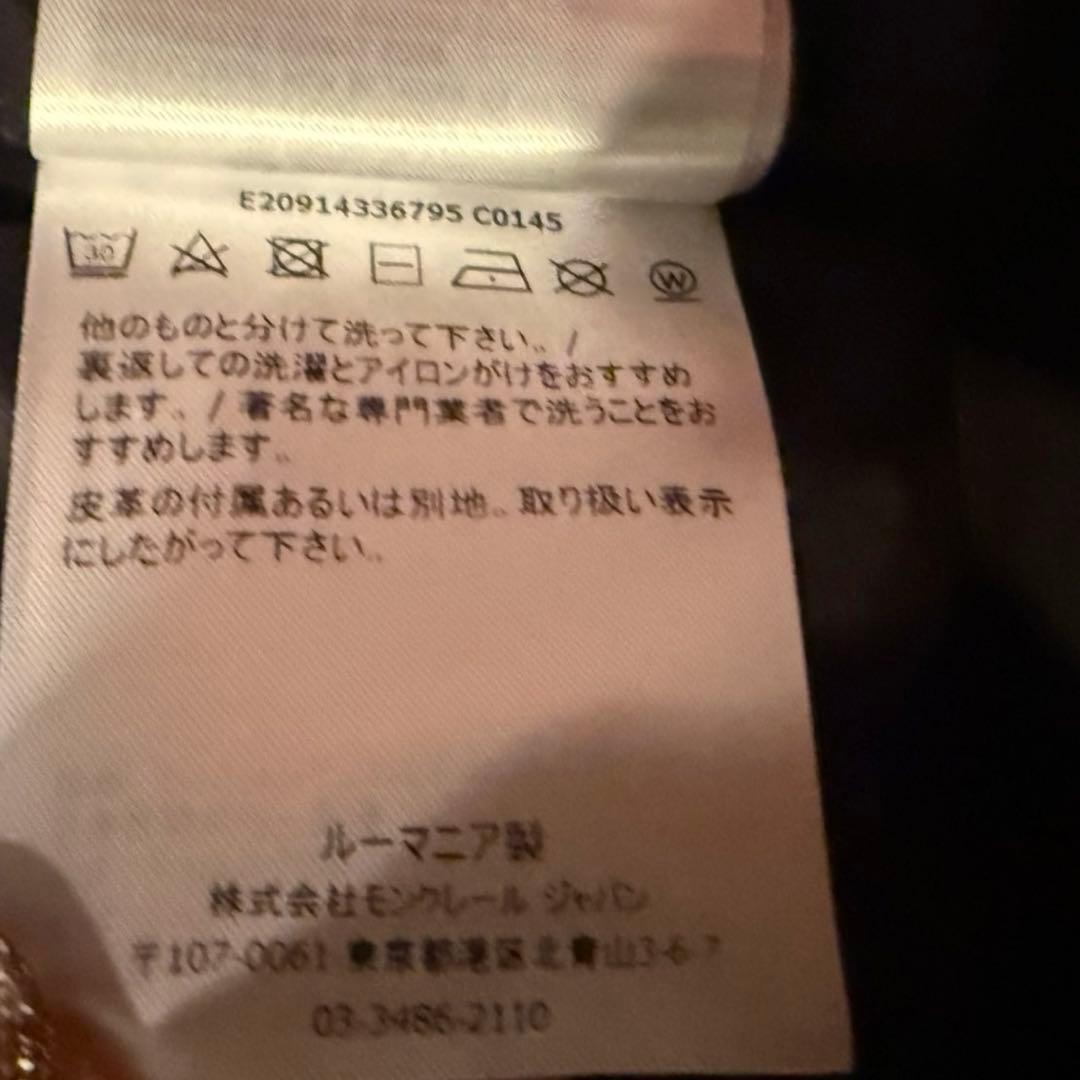 E20914336795 C0145
30
W
他のものと分けて洗って下さい。/
裏返しての洗濯とアイロンがけをおすすめ
します。/ 著名な専門業者で洗うことをお
すすめします。
皮革の付属あるいは別地。取り扱い表示
にしたがって下さい。
ルーマニア製
株式会社モンクレール ジャパン
〒107-0061 東京都港区北青山3-6-7
03-3486-2110